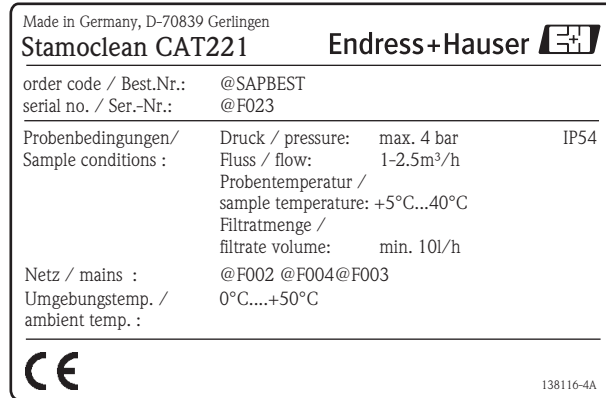 Made in Germany, D-70839 Gerlingen
Stamoclean CAT221
Endress+Hauser
order code / Best.Nr.: @SAPBEST
serial no. / Ser.-Nr.: @F023
Probenbedingungen/ Druck / pressure: max. 4 bar IP54
Sample conditions : Fluss / flow: 1-2.5m³/h
Probentemperatur /
sample temperature: +5°C...40°C
Filtratmenge /
filtrate volume: min. 10l/h
Netz / mains : @F002 @F004@F003
Umgebungstemp. / 0°C....+50°C
ambient temp. :
CE
138116-4A